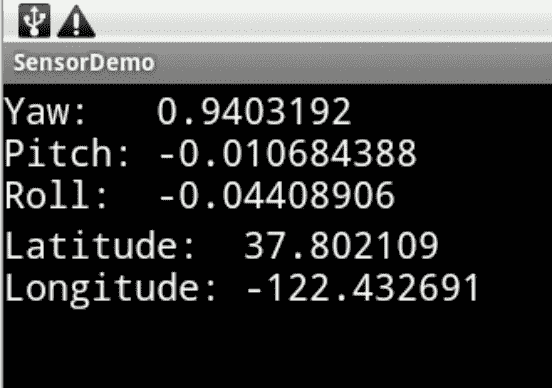 SensorDemo
Yaw: 0.9403192
Pitch: -0.010684388
Roll: -0.04408906
Latitude: 37.802109
Longitude: -122.432691